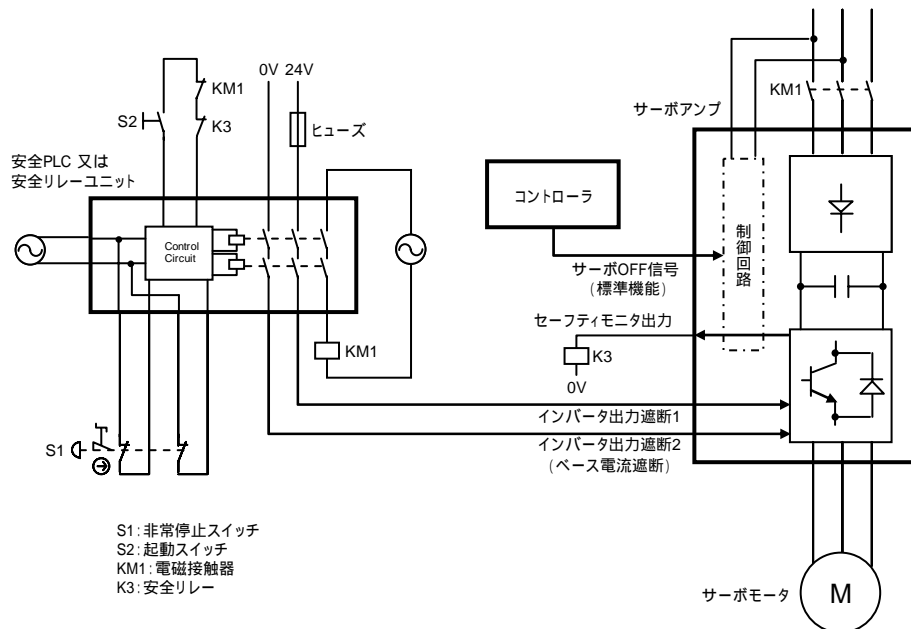 KM1
S2
K3
0V 24V
ヒューズ
安全PLC 又は
安全リレーユニット
Control
Circuit
KM1
S1
サーボアンプ
KM1
コントローラ
制御回路
サーボOFF信号
(標準機能)
セーフティモニタ出力
K3
0V
インバータ出力遮断1
インバータ出力遮断2
(ベース電流遮断)
サーボモータ
M
S1:非常停止スイッチ
S2:起動スイッチ
KM1:電磁接触器
K3:安全リレー